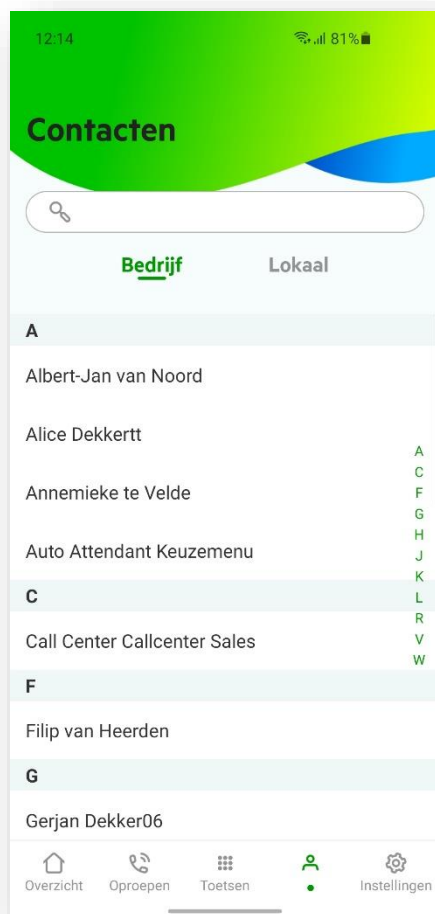 12:14 81%
Contacten
Bedrijf Lokaal
A
Albert-Jan van Noord
Alice Dekkertt
Annemieke te Velde
Auto Attendant Keuzemenu
C
Call Center Callcenter Sales
F
Filip van Heerden
G
Gerjan Dekker06
A
C
F
G
H
J
K
L
R
V
W
Overzicht Oproepen Toetsen Instellingen